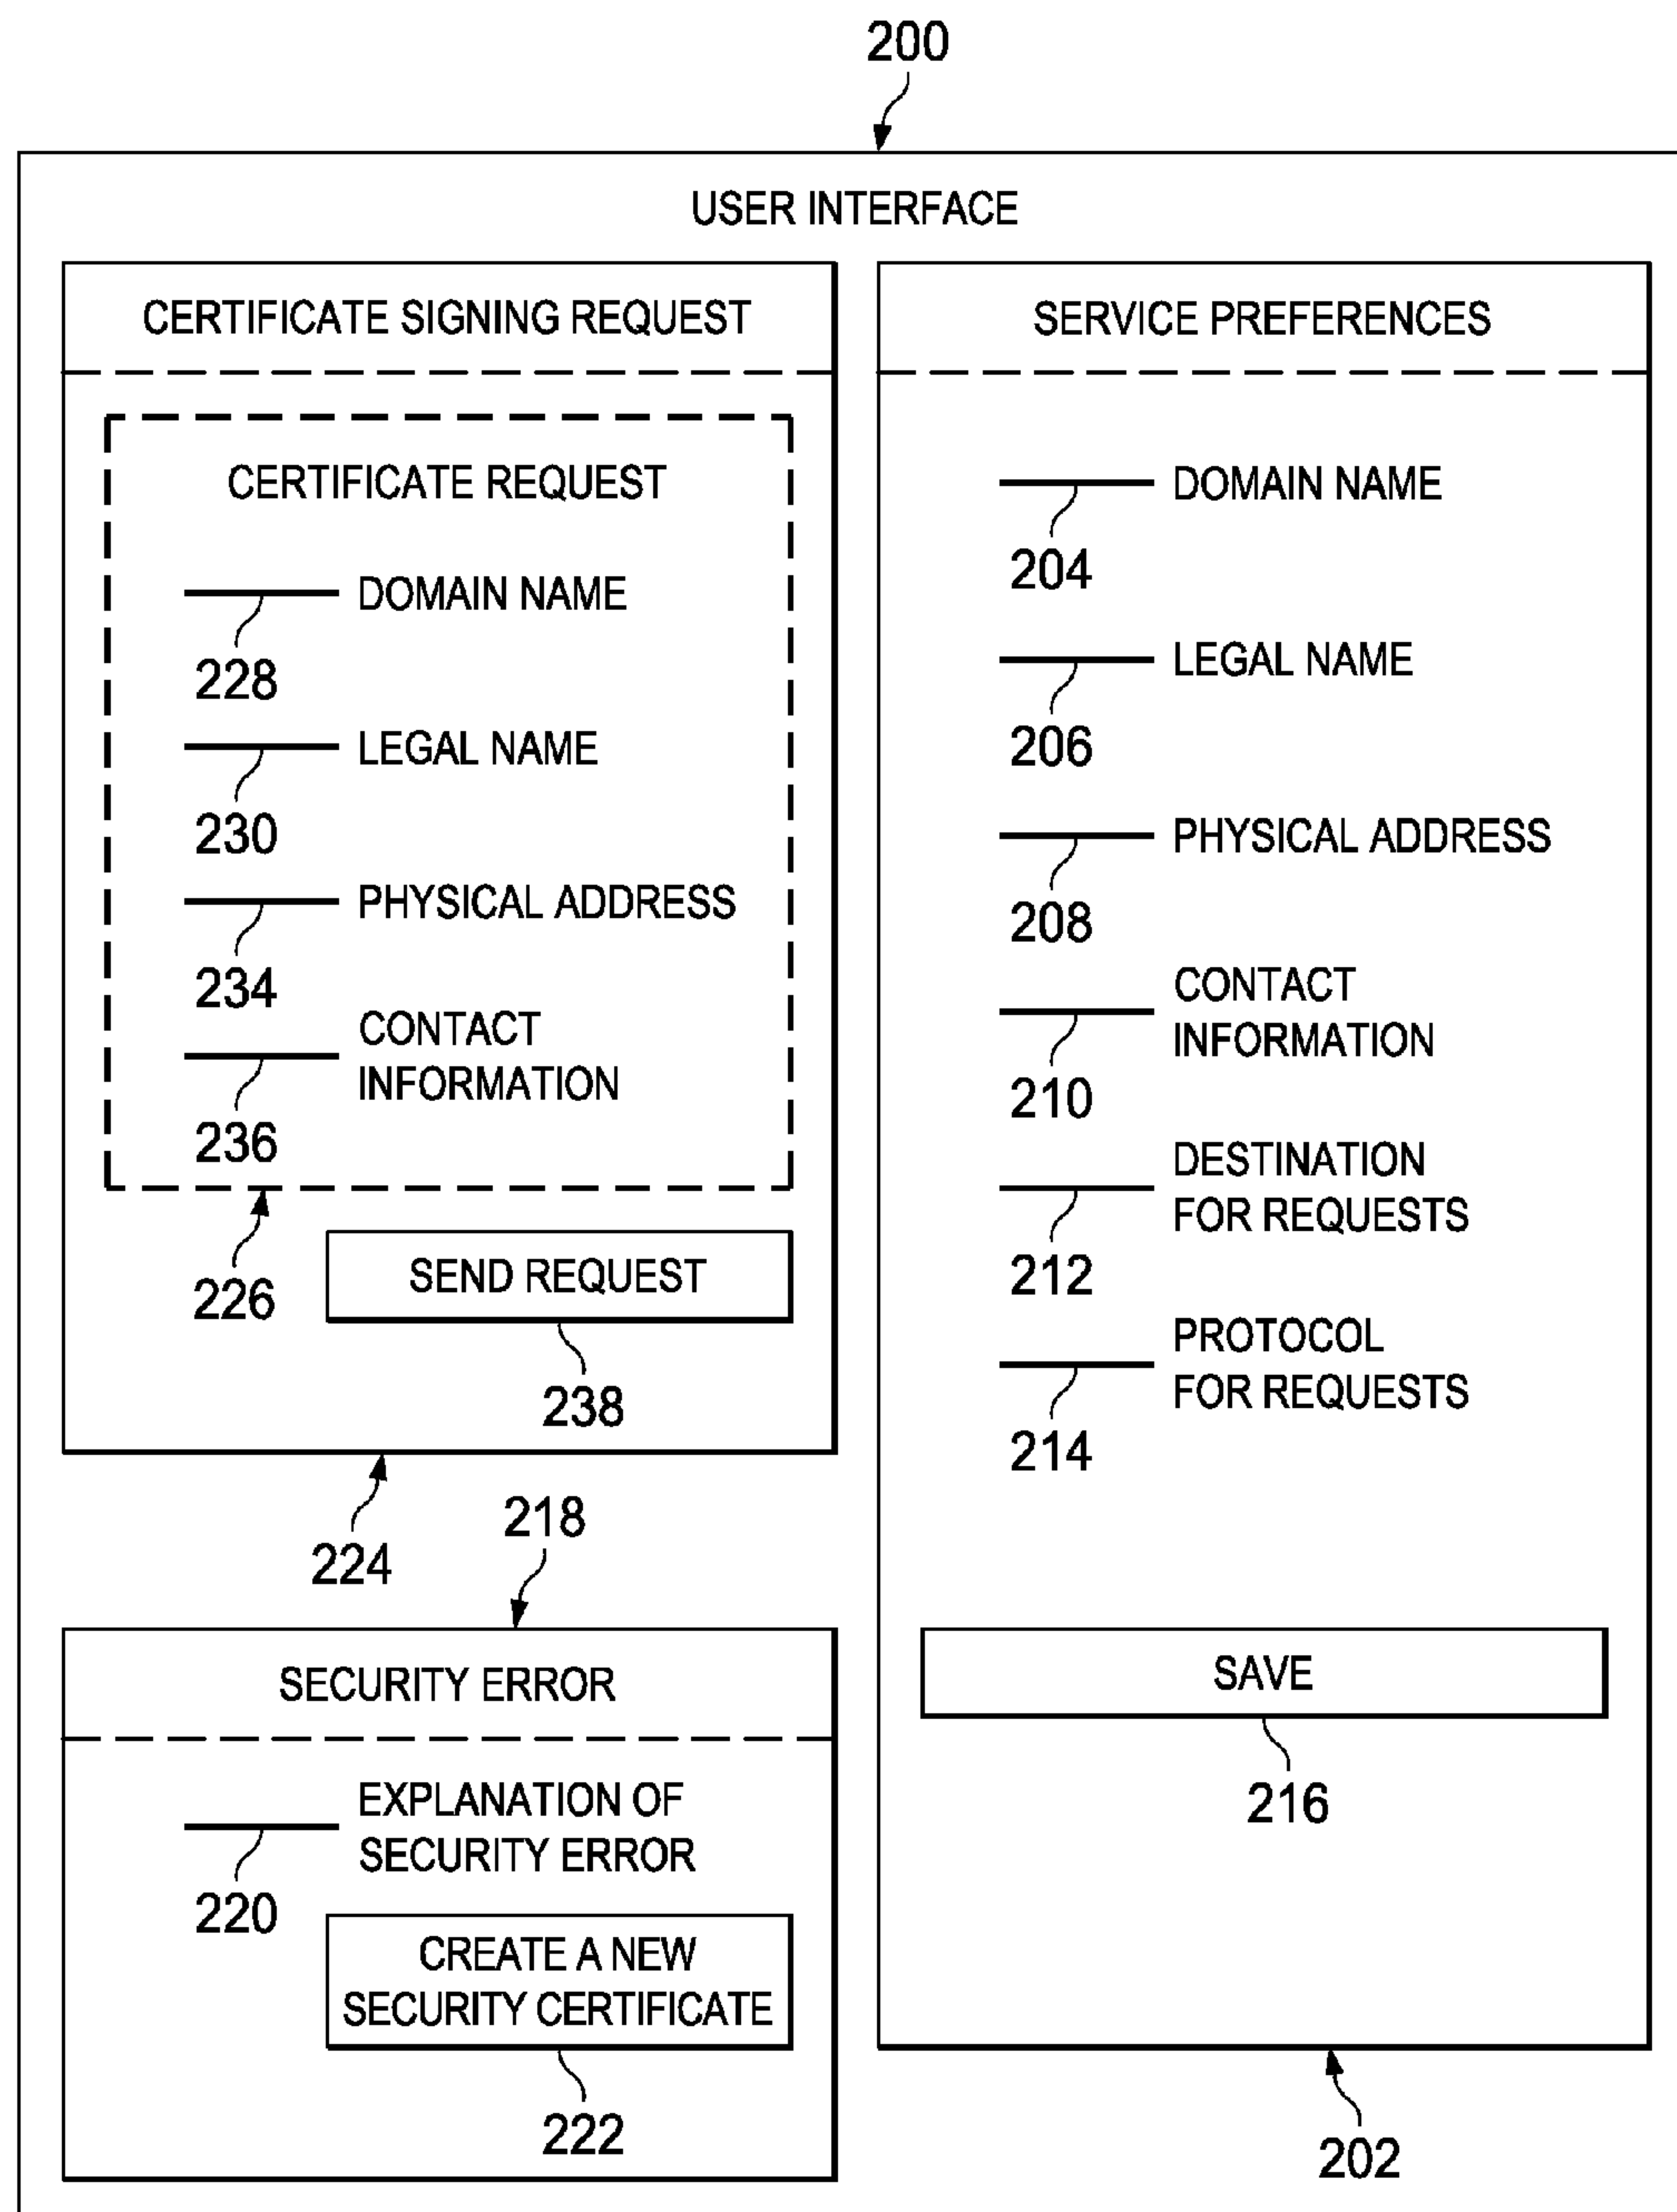 200
USER INTERFACE
CERTIFICATE SIGNING REQUEST
CERTIFICATE REQUEST
DOMAIN NAME
228
LEGAL NAME
230
PHYSICAL ADDRESS
234
CONTACT
INFORMATION
236
226
SEND REQUEST
238
224
218
SECURITY ERROR
EXPLANATION OF
SECURITY ERROR
220
CREATE A NEW
SECURITY CERTIFICATE
222
SERVICE PREFERENCES
DOMAIN NAME
204
LEGAL NAME
206
PHYSICAL ADDRESS
208
CONTACT
INFORMATION
210
DESTINATION
FOR REQUESTS
212
PROTOCOL
FOR REQUESTS
214
SAVE
216
202